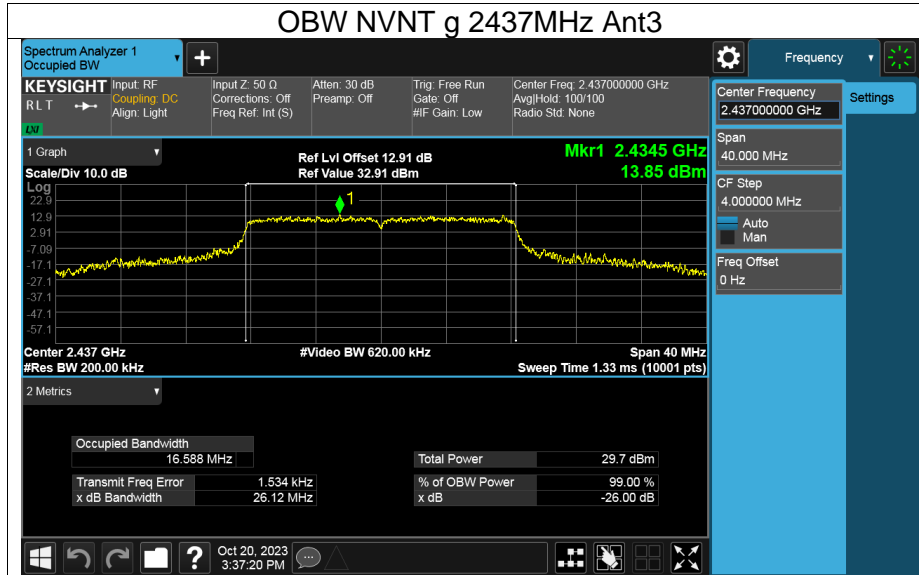 OBW NVNT g 2437MHz Ant3
Spectrum Analyzer 1
Occupied BW
+
Frequency
KEYSIGHT
R L T
LXI
Input: RF
Coupling: DC
Align: Light
Input Z: 50 Ω
Corrections: Off
Freq Ref: Int (S)
Atten: 30 dB
Preamp: Off
Trig: Free Run
Gate: Off
#IF Gain: Low
Center Freq: 2.437000000 GHz
Avg|Hold: 100/100
Radio Std: None
Center Frequency
2.437000000 GHz
Settings
Span
40.000 MHz
CF Step
4.000000 MHz
Auto
Man
Freq Offset
0 Hz
1 Graph
Scale/Div 10.0 dB
Ref Lvl Offset 12.91 dB
Ref Value 32.91 dBm
Mkr1 2.4345 GHz
13.85 dBm
Log
22.9
12.9
2.91
-7.09
-17.1
-27.1
-37.1
-47.1
-57.1
1
Center 2.437 GHz
#Res BW 200.00 kHz
#Video BW 620.00 kHz
Span 40 MHz
Sweep Time 1.33 ms (10001 pts)
2 Metrics
Occupied Bandwidth
16.588 MHz
Total Power 29.7 dBm
Transmit Freq Error 1.534 kHz
% of OBW Power 99.00 %
x dB Bandwidth 26.12 MHz
x dB -26.00 dB
?
Oct 20, 2023
3:37:20 PM